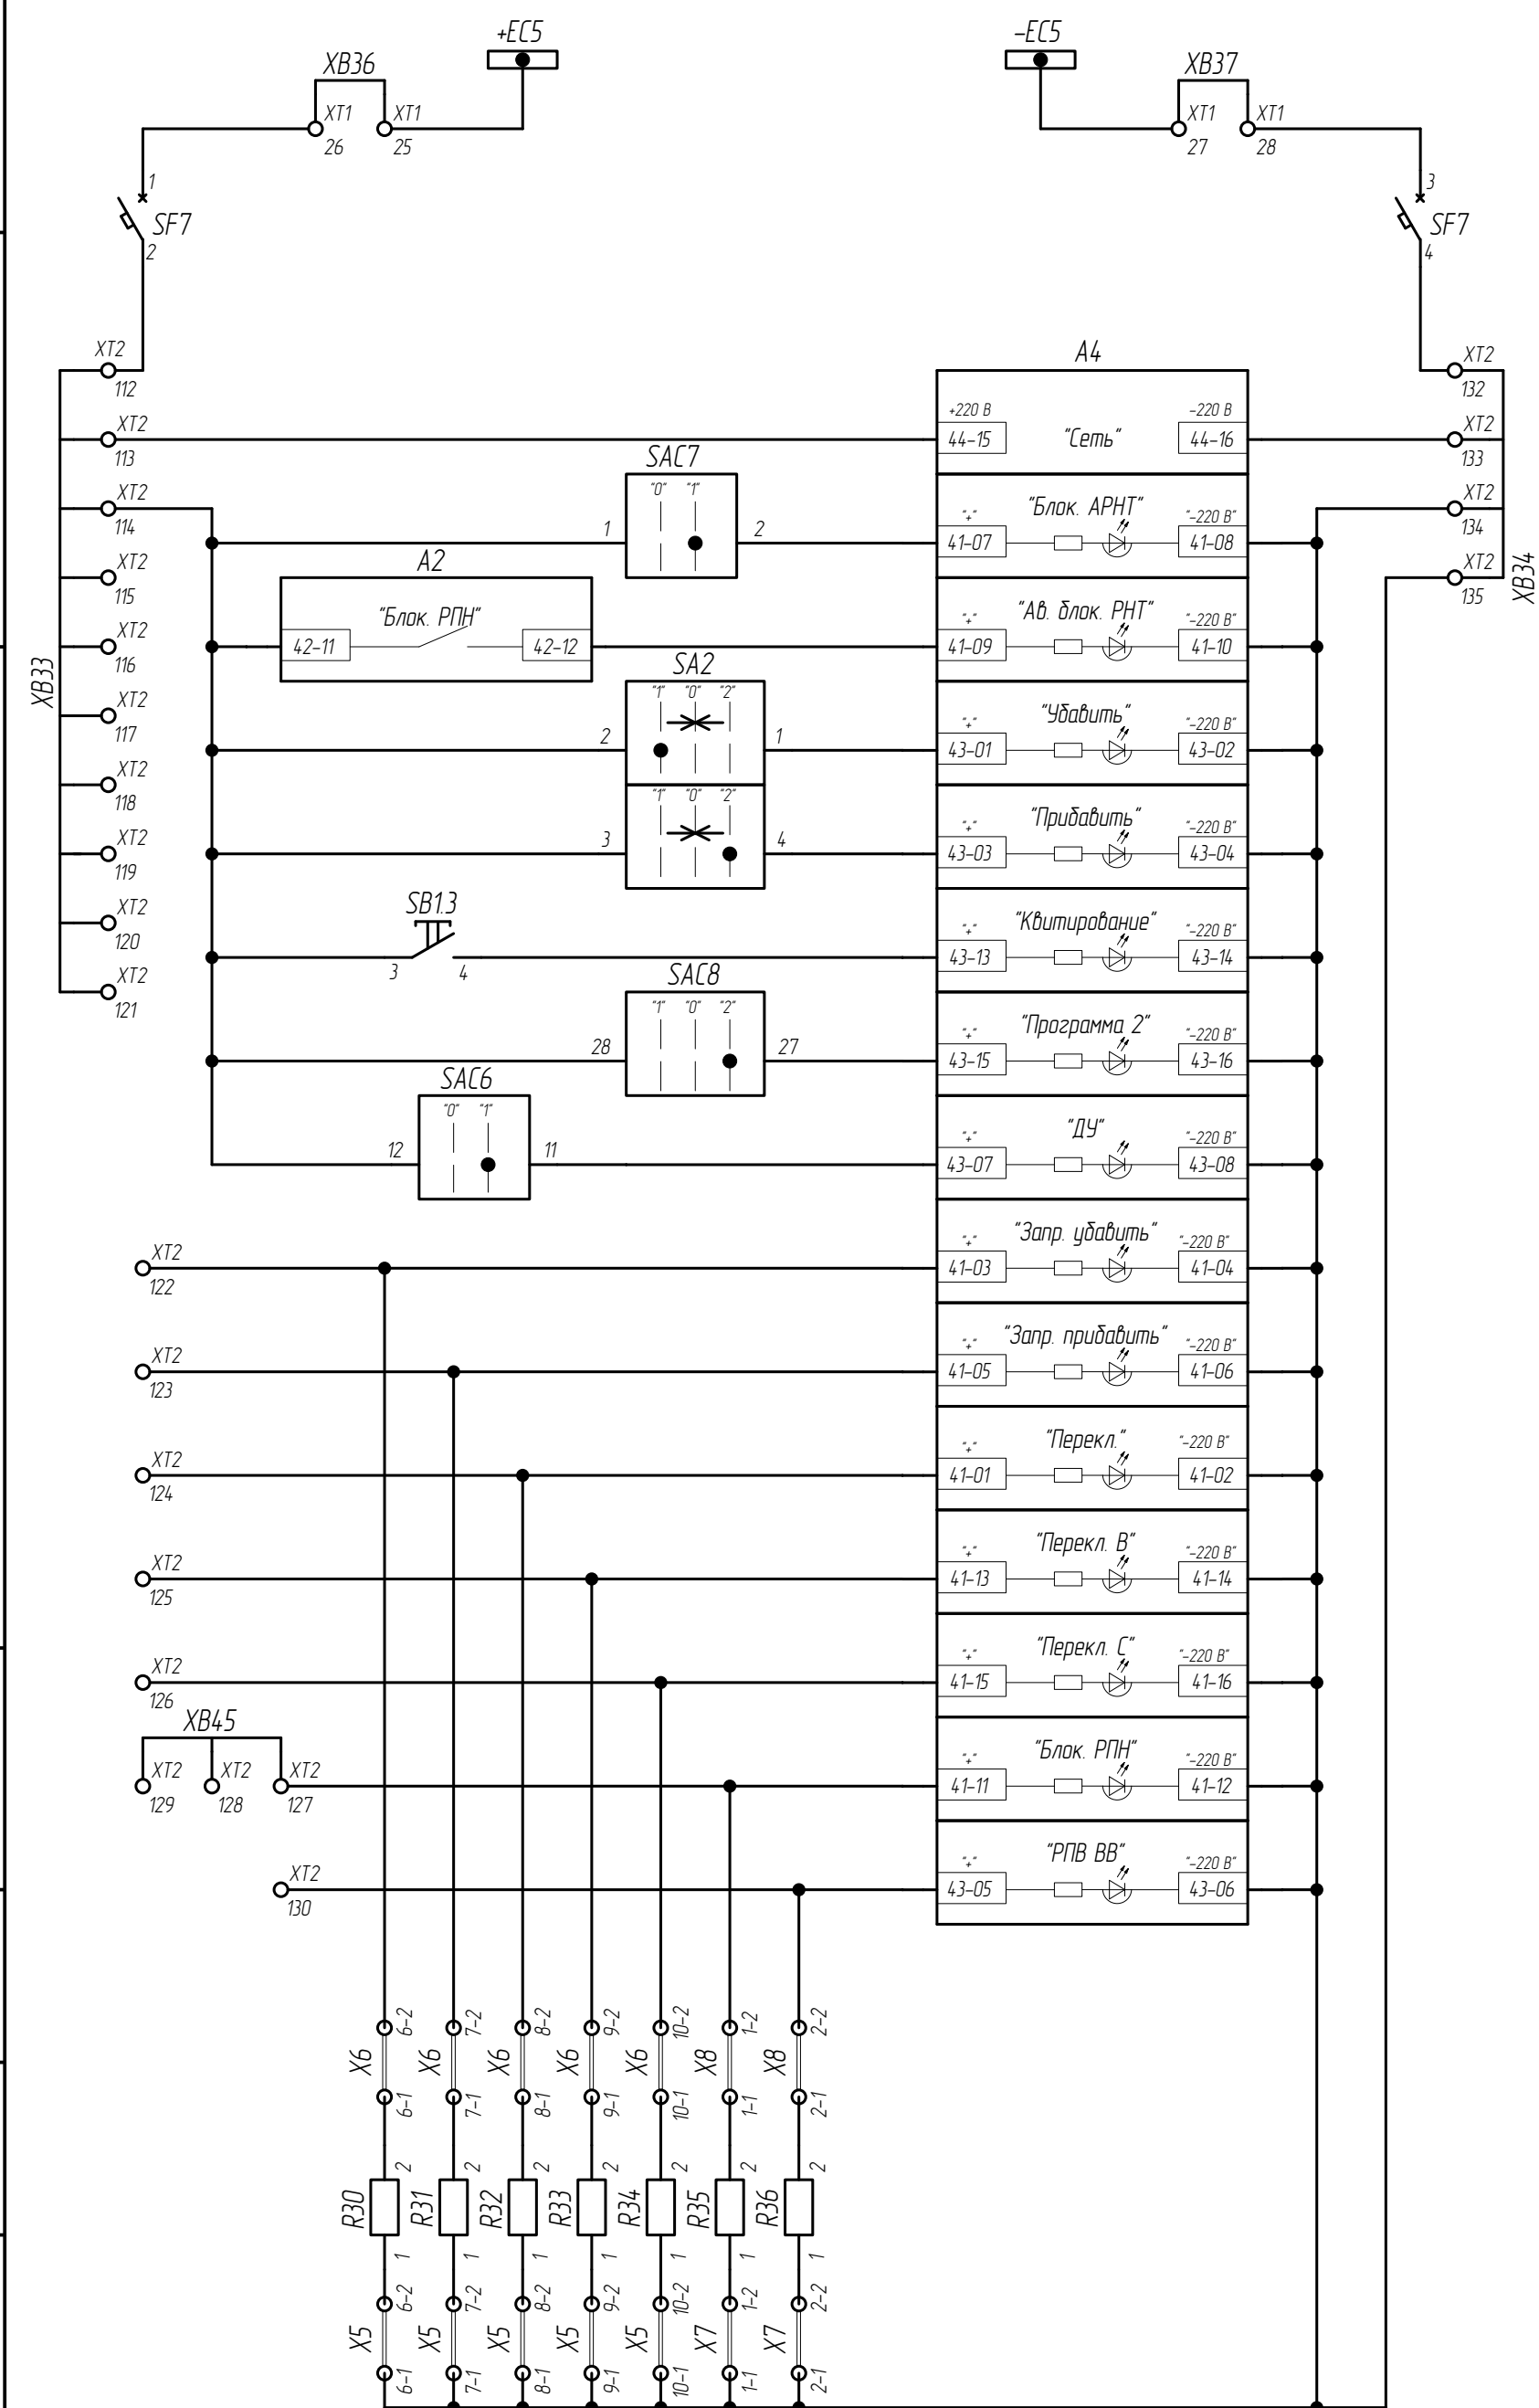 +EC5
-EC5
XB36
XB37
XT1 XT1
26 25
XT1 XT1
27 28
1
SF7
2
3
SF7
4
XT2
112
A4
XT2
132
+220 В
44-15
"Сеть"
-220 В
44-16
XT2
113
XT2
133
SAC7
"0" "1"
1 2
XT2
114
"Блок. АРНТ"
"+"
41-07
"-220 В"
41-08
XT2
134
XT2
115
A2
"Блок. РПН"
42-11
42-12
XT2
135
XB34
"Ав. блок. РНТ"
"+"
41-09
"-220 В"
41-10
XT2
116
XB33
SA2
"1" "0" "2"
2 1
XT2
117
"Убавить"
"+"
43-01
"-220 В"
43-02
XT2
118
"1" "0" "2"
3 4
"Прибавить"
"+"
43-03
"-220 В"
43-04
XT2
119
XT2
120
SB1.3
3 4
"Квитирование"
"+"
43-13
"-220 В"
43-14
XT2
121
SAC8
"1" "0" "2"
28 27
"Программа 2"
"+"
43-15
"-220 В"
43-16
SAC6
"0" "1"
12 11
"ДУ"
"+"
43-07
"-220 В"
43-08
XT2
122
"Запр. убавить"
"+"
41-03
"-220 В"
41-04
XT2
123
"Запр. прибавить"
"+"
41-05
"-220 В"
41-06
XT2
124
"Перекл."
"+"
41-01
"-220 В"
41-02
XT2
125
"Перекл. В"
"+"
41-13
"-220 В"
41-14
XT2
126
"Перекл. С"
"+"
41-15
"-220 В"
41-16
XB45
XT2 XT2 XT2
129 128 127
"Блок. РПН"
"+"
41-11
"-220 В"
41-12
XT2
130
"РПВ ВВ"
"+"
43-05
"-220 В"
43-06
6-2 7-2 8-2 9-2 10-2 1-2 2-2
X6 X6 X6 X6 X6 X8 X8
6-1 7-1 8-1 9-1 10-1 1-1 2-1
2 2 2 2 2 2 2
R30 R31 R32 R33 R34 R35 R36
1 1 1 1 1 1 1
6-2 7-2 8-2 9-2 10-2 1-2 2-2
X5 X5 X5 X5 X5 X7 X7
6-1 7-1 8-1 9-1 10-1 1-1 2-1